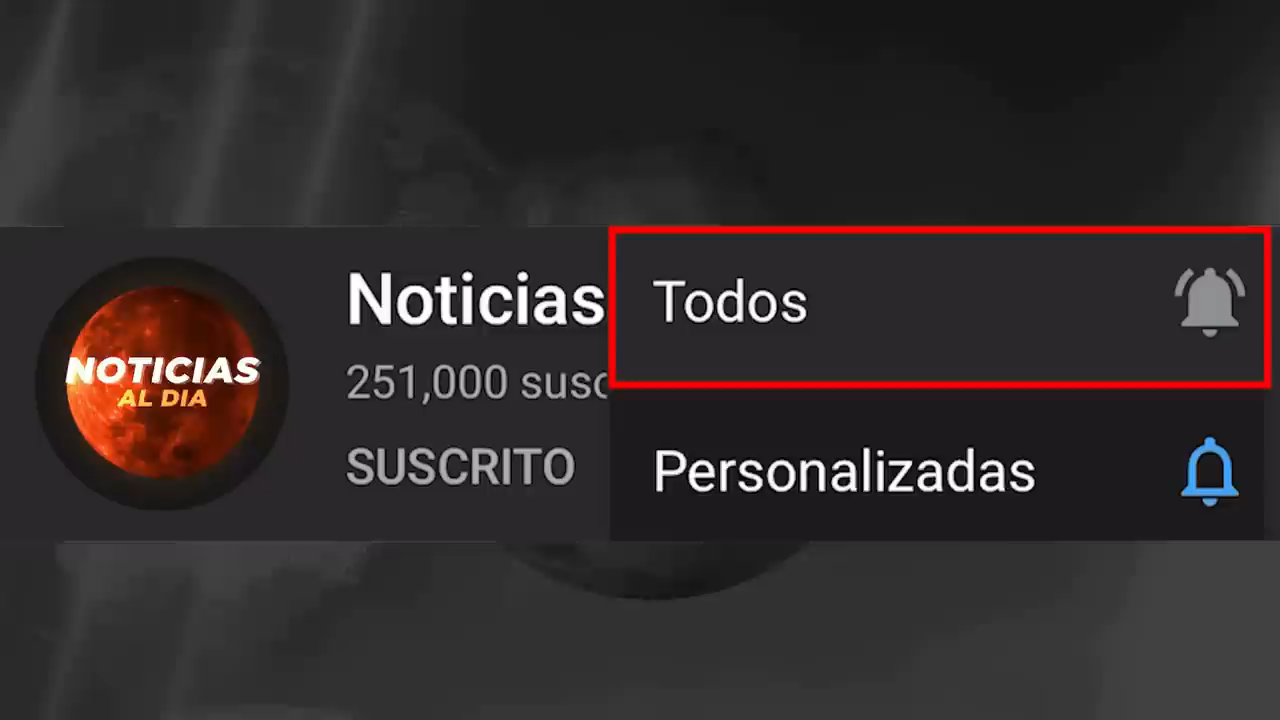 NOTICIAS
AL DIA
Noticias
251,000 susc
SUSCRITO
Todos
Personalizadas